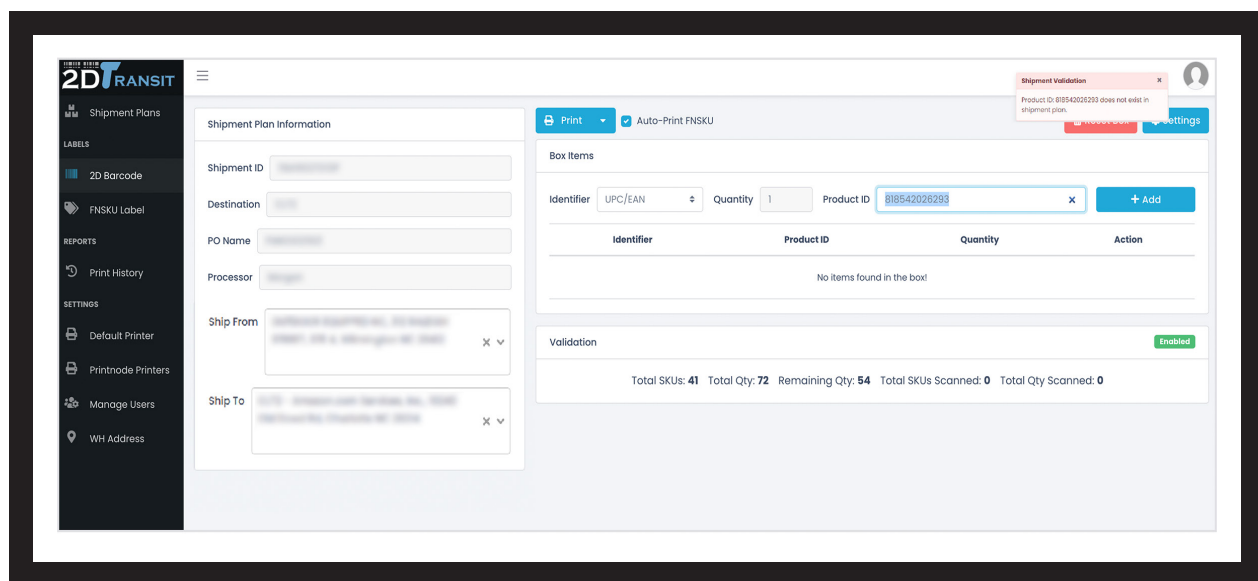 2DTRANSIT
Shipment Plans
LABELS
2D Barcode
FNSKU Label
REPORTS
Print History
SETTINGS
Default Printer
Printnode Printers
Manage Users
WH Address
Shipment Plan Information
Shipment ID
Destination
PO Name
Processor
Ship From
Ship To
Shipment Validation ×
Product ID: 818542026293 does not exist in
shipment plan.
Print Auto-Print FNSKU Settings
Box Items
Identifier UPC/EAN Quantity 1 Product ID 818542026293 × + Add
Identifier Product ID Quantity Action
No items found in the box!
Validation Enabled
Total SKUs: 41 Total Qty: 72 Remaining Qty: 54 Total SKUs Scanned: 0 Total Qty Scanned: 0